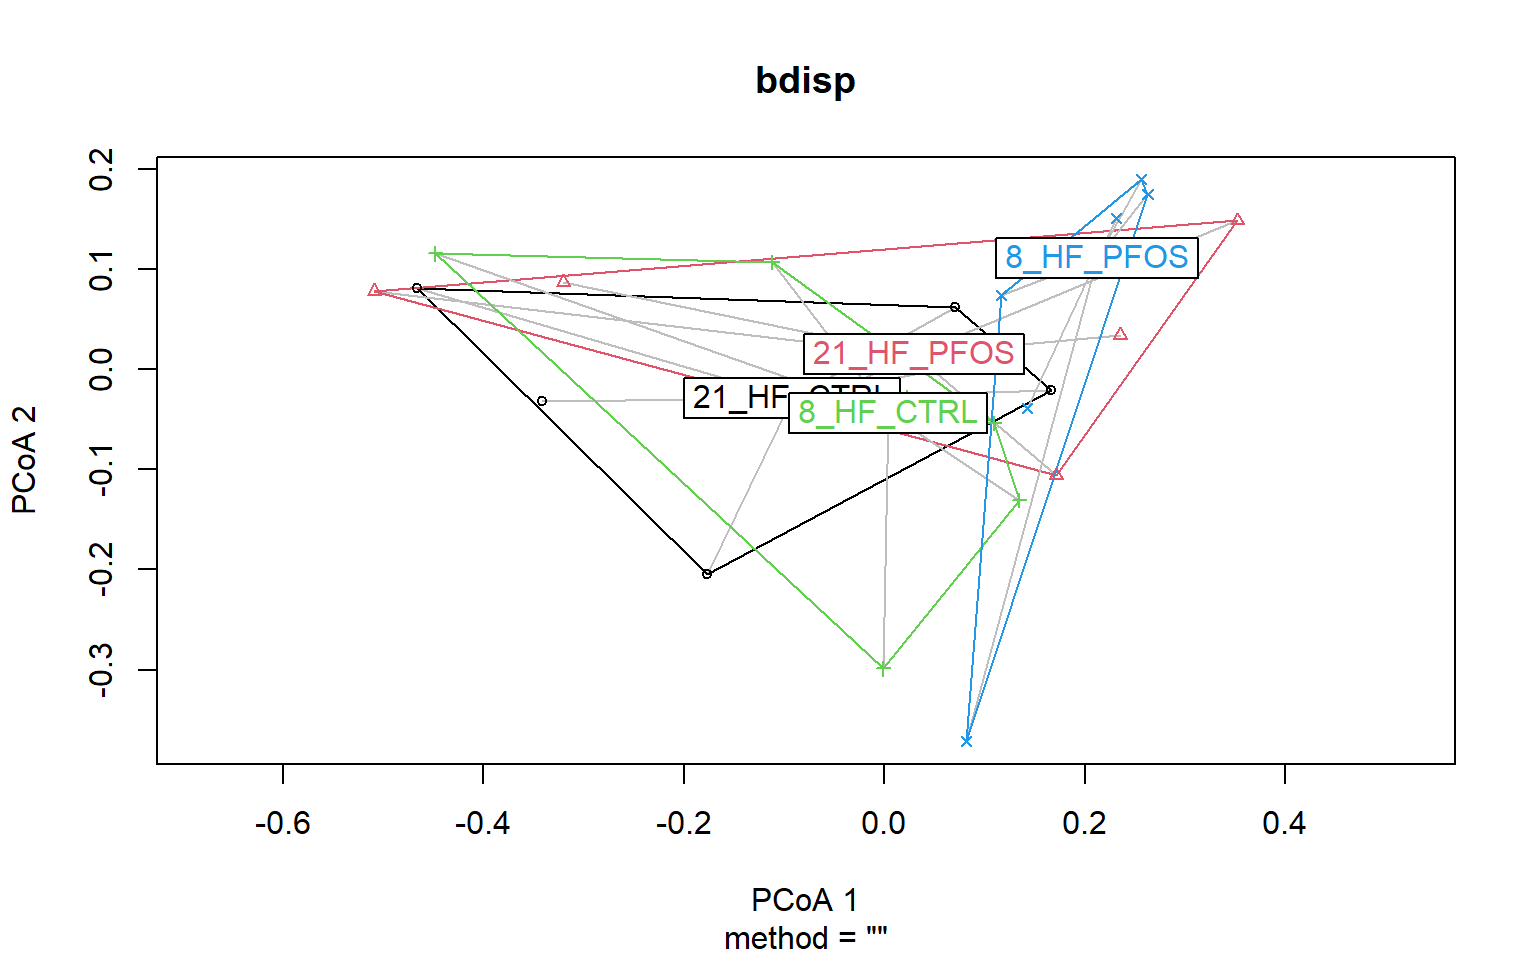 bdisp
PCoA 2
0.2
0.1
0.0
-0.1
-0.2
-0.3
8_HF_PFOS
21_HF_PFOS
21_HF_CTRL
8_HF_CTRL
-0.6 -0.4 -0.2 0.0 0.2 0.4
PCoA 1
method = ""